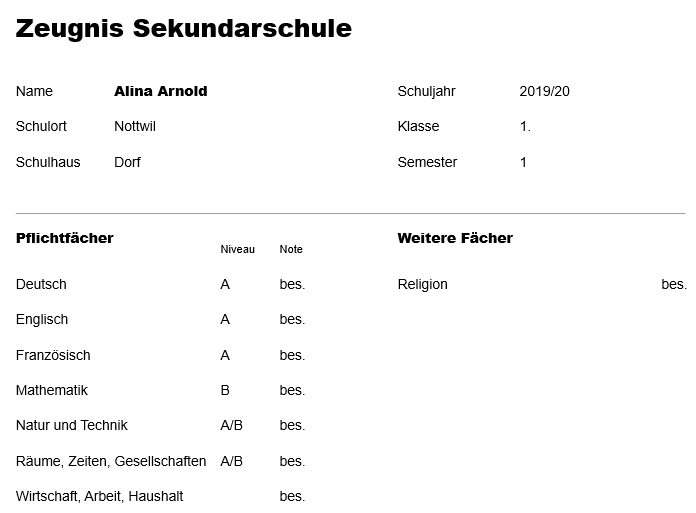 Zeugnis Sekundarschule
Name Alina Arnold Schuljahr 2019/20
Schulort Nottwil Klasse 1.
Schulhaus Dorf Semester 1
Pflichtfächer Niveau Note Weitere Fächer
Deutsch A bes. Religion bes.
Englisch A bes.
Französisch A bes.
Mathematik B bes.
Natur und Technik A/B bes.
Räume, Zeiten, Gesellschaften A/B bes.
Wirtschaft, Arbeit, Haushalt bes.